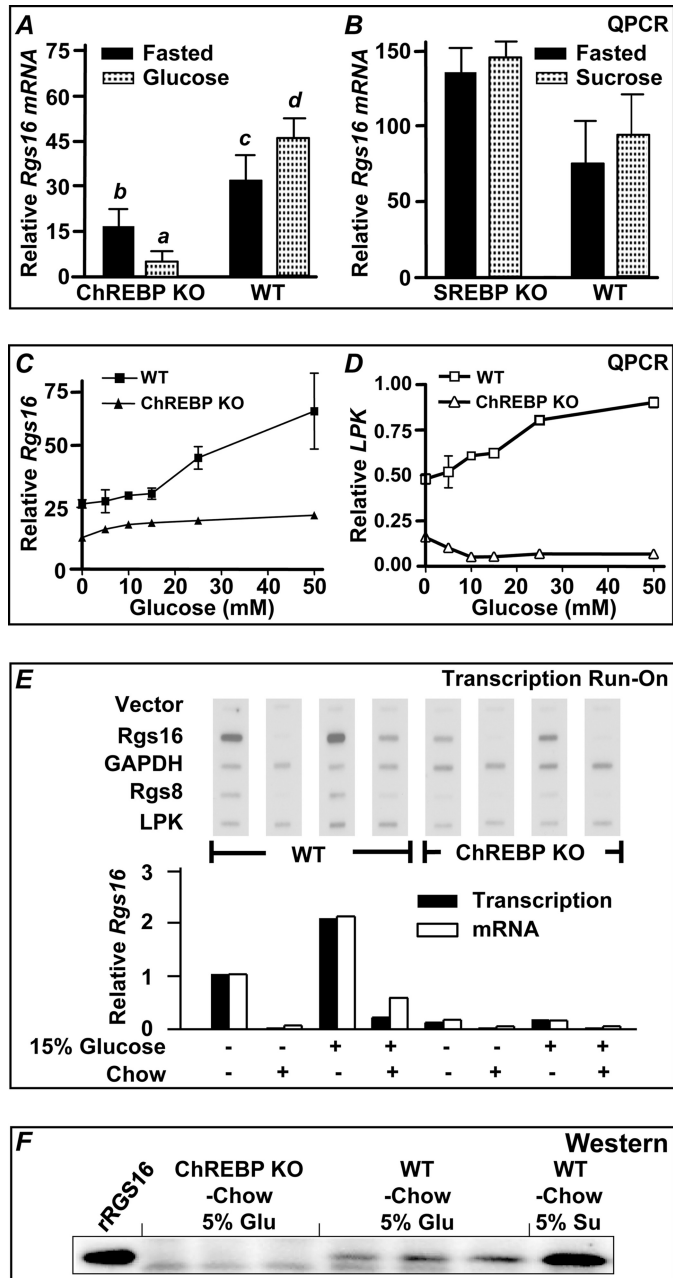 A
Relative Rgs16 mRNA
75
60
45
30
15
0
Fasted
Glucose
b
a
c
d
ChREBP KO
WT
B
QPCR
Relative Rgs16 mRNA
150
100
50
0
Fasted
Sucrose
SREBP KO
WT
C
Relative Rgs16
75
50
25
0
WT
ChREBP KO
0
10
20
30
40
50
Glucose (mM)
D
QPCR
Relative LPK
1.00
0.75
0.50
0.25
0.00
WT
ChREBP KO
0
10
20
30
40
50
Glucose (mM)
E
Transcription Run-On
Vector
Rgs16
GAPDH
Rgs8
LPK
WT
ChREBP KO
Relative Rgs16
3
2
1
0
Transcription
mRNA
15% Glucose - - + + - - + +
Chow - + - + - + - +
F
Western
rRGS16
ChREBP KO
-Chow
5% Glu
WT
-Chow
5% Glu
WT
-Chow
5% Su